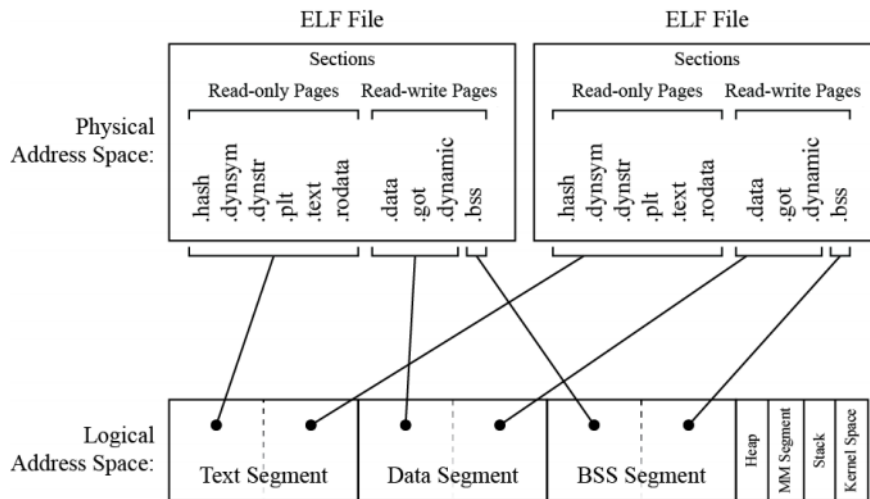 ELF File
ELF File
Sections
Sections
Read-only Pages
Read-write Pages
Read-only Pages
Read-write Pages
Physical
Address Space:
.hash
.dynsym
.dynstr
.plt
.text
.rodata
.data
.got
.dynamic
.bss
.hash
.dynsym
.dynstr
.plt
.text
.rodata
.data
.got
.dynamic
.bss
Logical
Address Space:
Text Segment
Data Segment
BSS Segment
Heap
MM Segment
Stack
Kernel Space